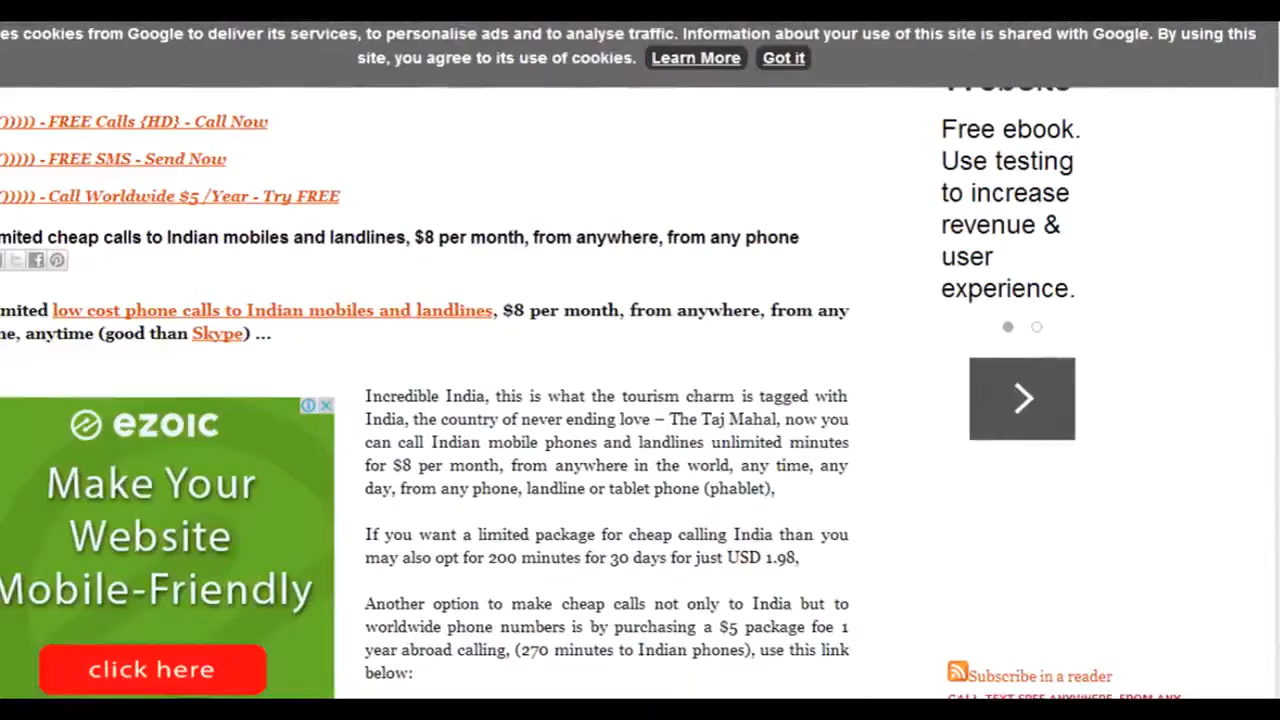 es cookies from Google to deliver its services, to personalise ads and to analyse traffic. Information about your use of this site is shared with Google. By using this
site, you agree to its use of cookies. Learn More Got it
Free ebook.
Use testing
to increase
revenue &
user
experience.
)))))) - FREE Calls {HD} - Call Now
)))))) - FREE SMS - Send Now
)))))) - Call Worldwide $5 /Year - Try FREE
mited cheap calls to Indian mobiles and landlines, $8 per month, from anywhere, from any phone
imited low cost phone calls to Indian mobiles and landlines, $8 per month, from anywhere, from any
ne, anytime (good than Skype) ...
ezoic
Make Your
Website
Mobile-Friendly
click here
Incredible India, this is what the tourism charm is tagged with
India, the country of never ending love – The Taj Mahal, now you
can call Indian mobile phones and landlines unlimited minutes
for $8 per month, from anywhere in the world, any time, any
day, from any phone, landline or tablet phone (phablet),
If you want a limited package for cheap calling India than you
may also opt for 200 minutes for 30 days for just USD 1.98,
Another option to make cheap calls not only to India but to
worldwide phone numbers is by purchasing a $5 package foe 1
year abroad calling, (270 minutes to Indian phones), use this link
below:
Subscribe in a reader
CALL, TEXT FREE ANYWHERE, FROM ANY